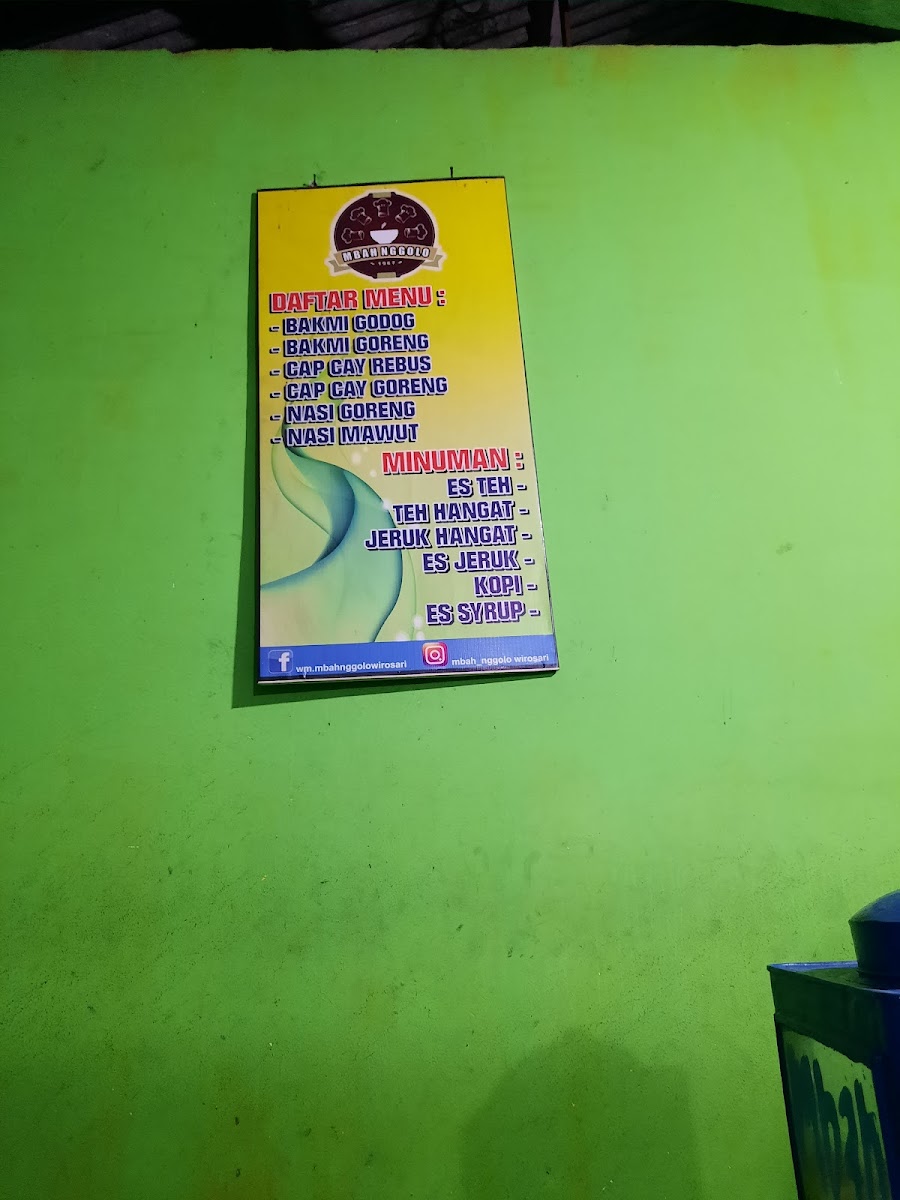 MBAH NGGOLO
DAFTAR MENU :
- BAKMI GODOG
- BAKMI GORENG
- CAP CAY REBUS
- CAP CAY GORENG
- NASI GORENG
- NASI MAWUT
MINUMAN :
ES TEH -
TEH HANGAT -
JERUK HANGAT -
ES JERUK -
KOPI -
ES SYRUP -
f wm.mbahnggolowirosari
mbah_nggolo wirosari
Mbah